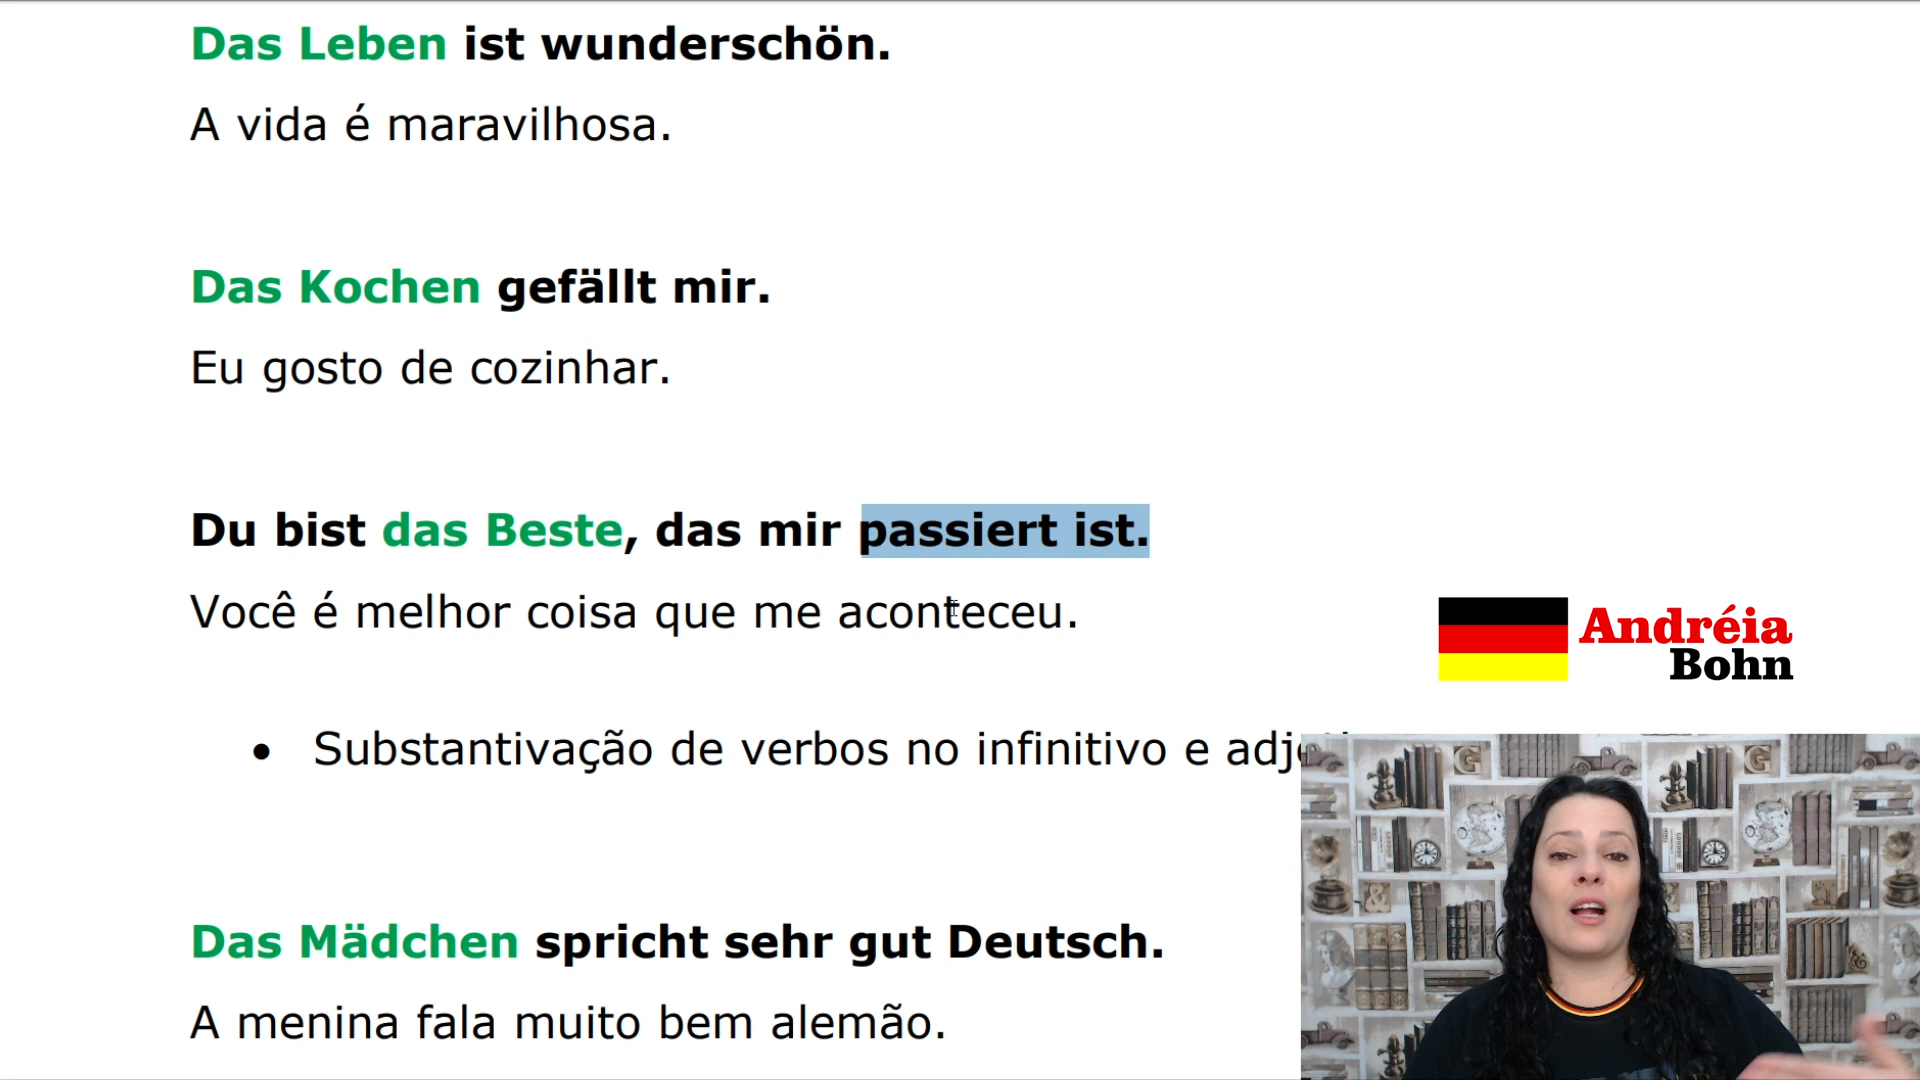 Das Leben ist wunderschön.
A vida é maravilhosa.
Das Kochen gefällt mir.
Eu gosto de cozinhar.
Du bist das Beste, das mir passiert ist.
Você é melhor coisa que me aconteceu.
Andréia
Bohn
• Substantivação de verbos no infinitivo e
Das Mädchen spricht sehr gut Deutsch.
A menina fala muito bem alemão.